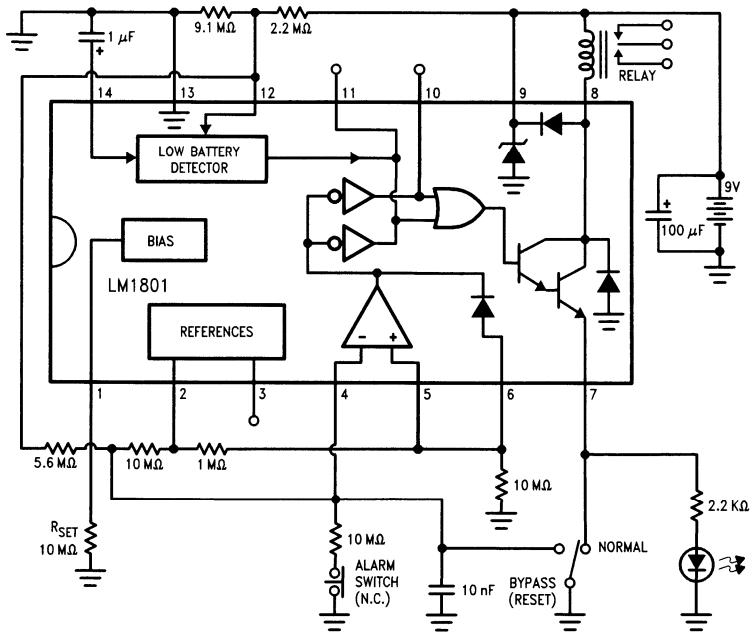 1 μF
+
9.1 MΩ
2.2 MΩ
RELAY
14
13
12
11
10
9
8
LOW BATTERY
DETECTOR
9V
+
100 μF
BIAS
LM1801
REFERENCES
-
+
1
2
3
4
5
6
7
5.6 MΩ
10 MΩ
1 MΩ
10 MΩ
2.2 KΩ
RSET
10 MΩ
10 MΩ
ALARM
SWITCH
(N.C.)
10 nF
NORMAL
BYPASS
(RESET)